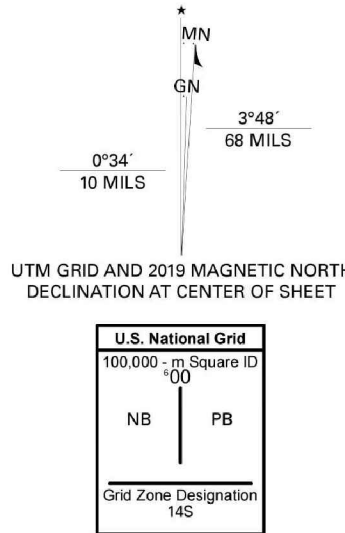 ★
MN
GN
3°48´
68 MILS
0°34´
10 MILS
UTM GRID AND 2019 MAGNETIC NORTH
DECLINATION AT CENTER OF SHEET
U.S. National Grid
100,000 - m Square ID
⁶00
NB
PB
Grid Zone Designation
14S